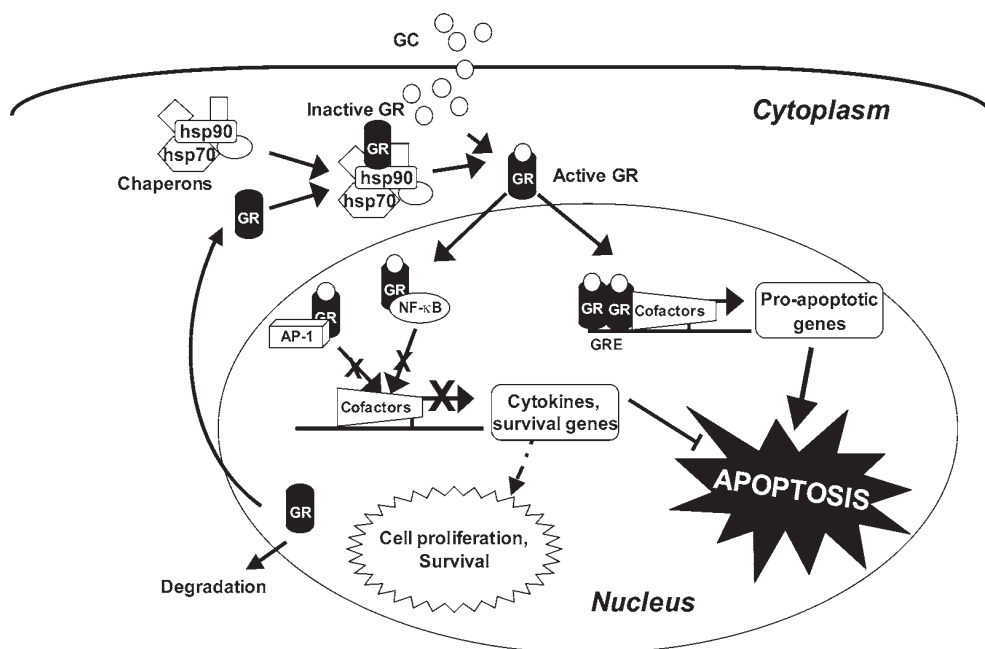 GC
Cytoplasm
Inactive GR
GR
hsp90
hsp70
Chaperons
hsp90
hsp70
GR
Active GR
GR
GR
NF-κB
GR
AP-1
GR
GR
Cofactors
GRE
Pro-apoptotic
genes
Cofactors
Cytokines,
survival genes
X
X
X
APOPTOSIS
GR
Degradation
Cell proliferation,
Survival
Nucleus